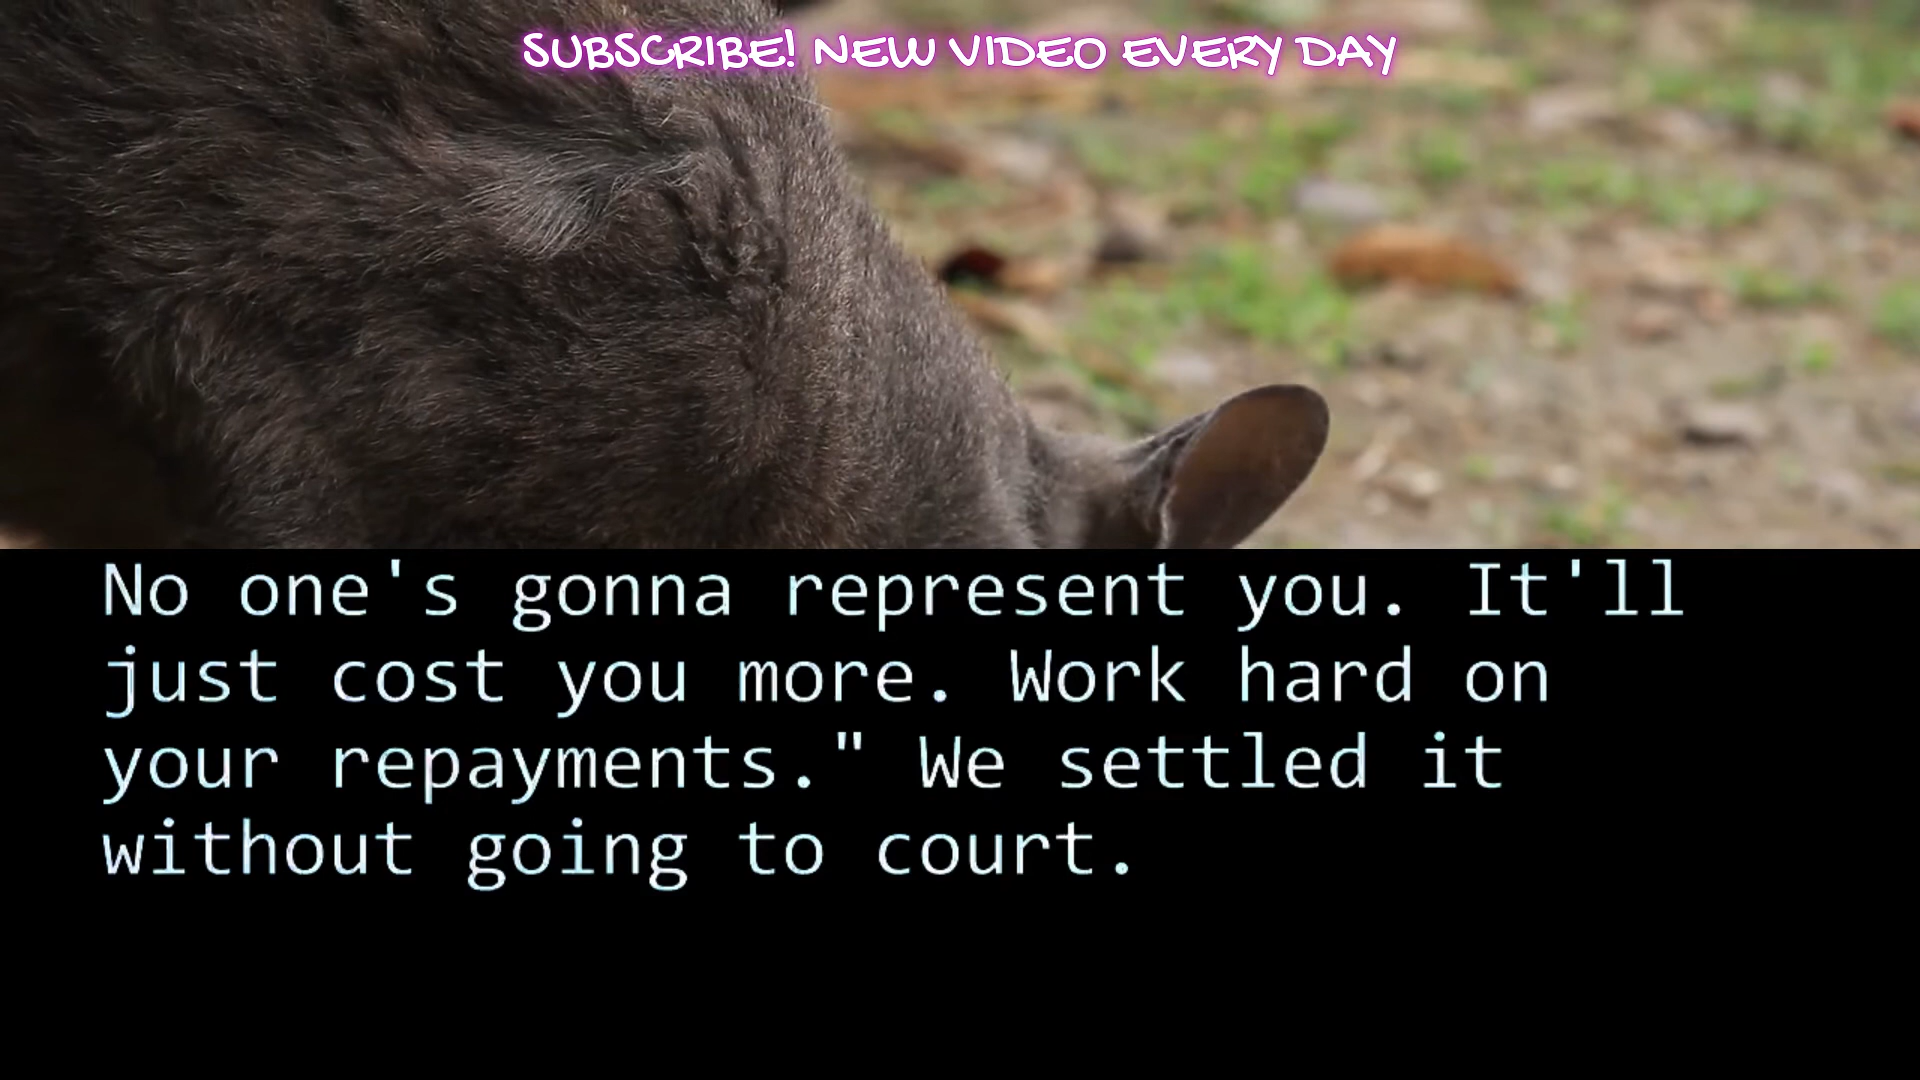 SUBSCRIBE! NEW VIDEO EVERY DAY
No one's gonna represent you. It'll
just cost you more. Work hard on
your repayments." We settled it
without going to court.